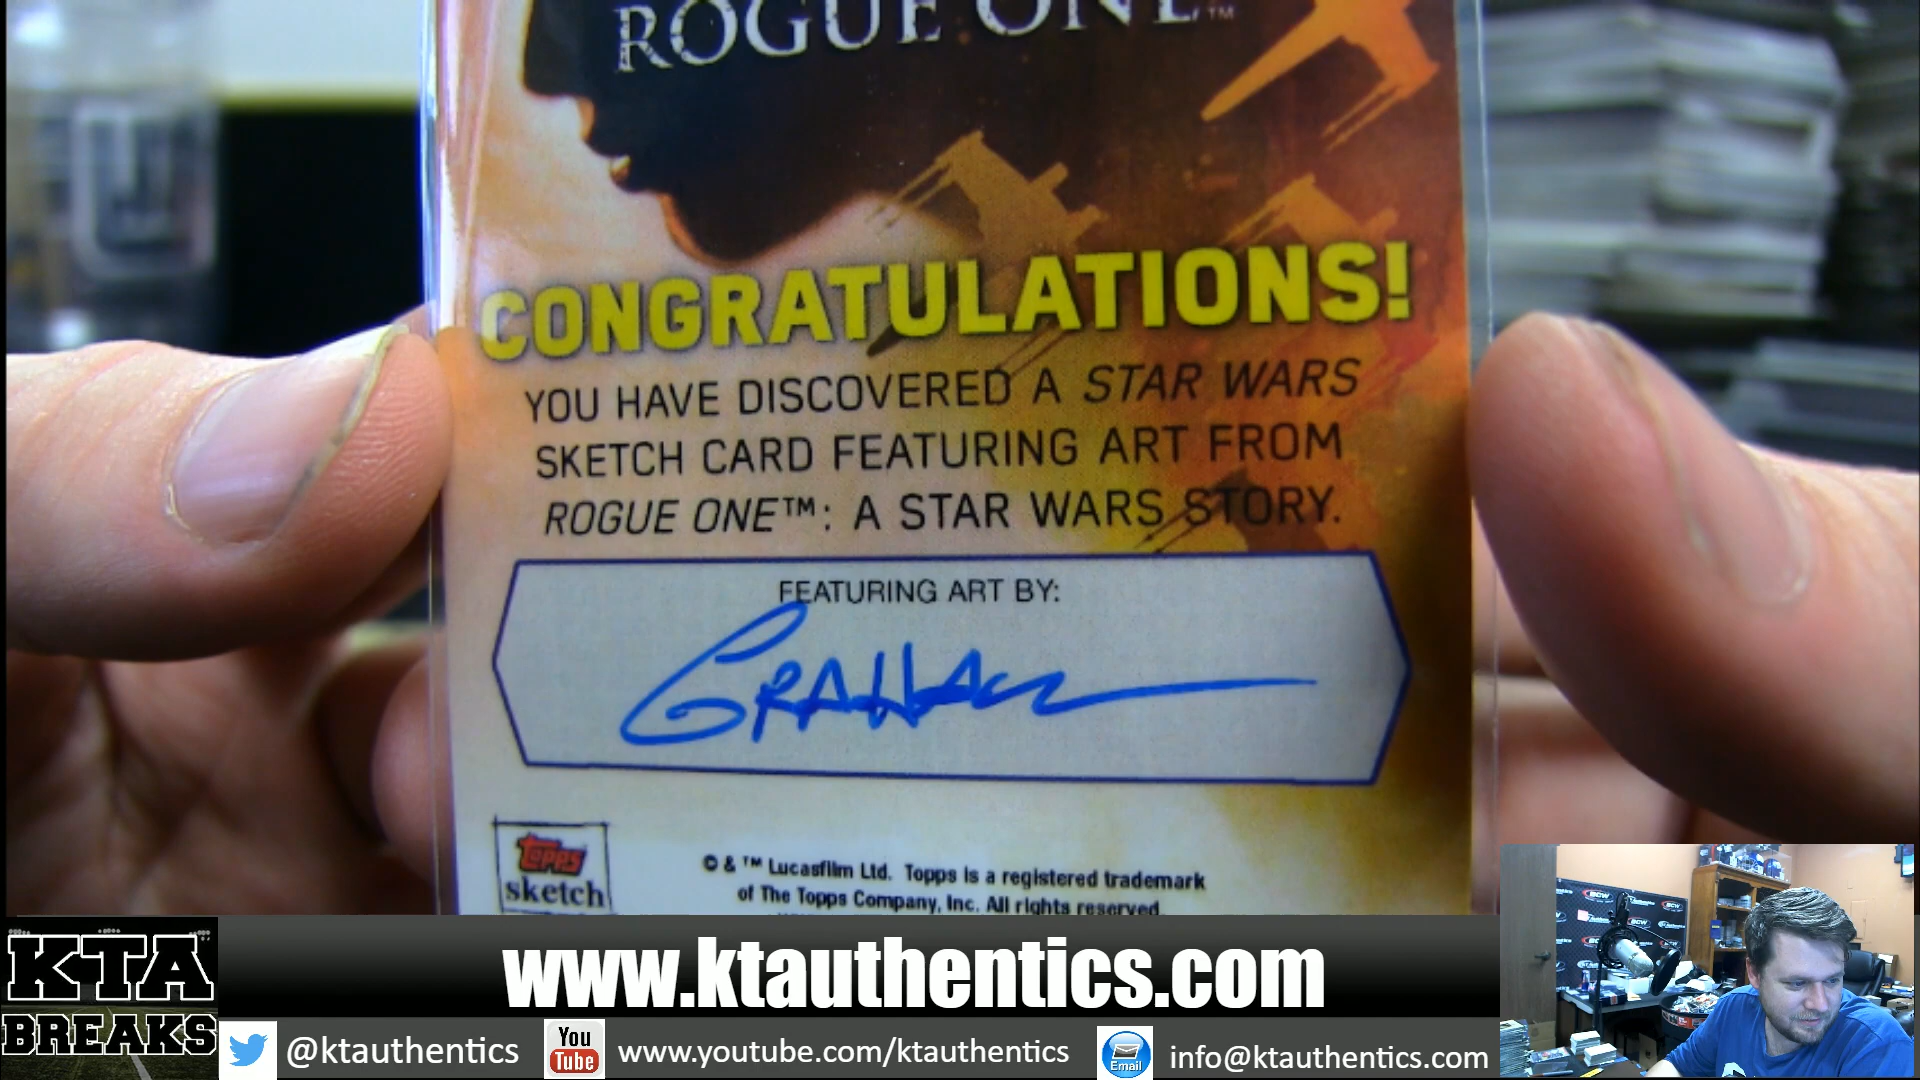 ROGUE ONE™
CONGRATULATIONS!
YOU HAVE DISCOVERED A STAR WARS
SKETCH CARD FEATURING ART FROM
ROGUE ONE™: A STAR WARS STORY.
FEATURING ART BY:
GRAHAM
Topps
sketch
© & ™ Lucasfilm Ltd. Topps is a registered trademark
of The Topps Company, Inc. All rights reserved
KTA
BREAKS
www.ktauthentics.com
@ktauthentics
You
Tube
www.youtube.com/ktauthentics
Email
info@ktauthentics.com
BCW